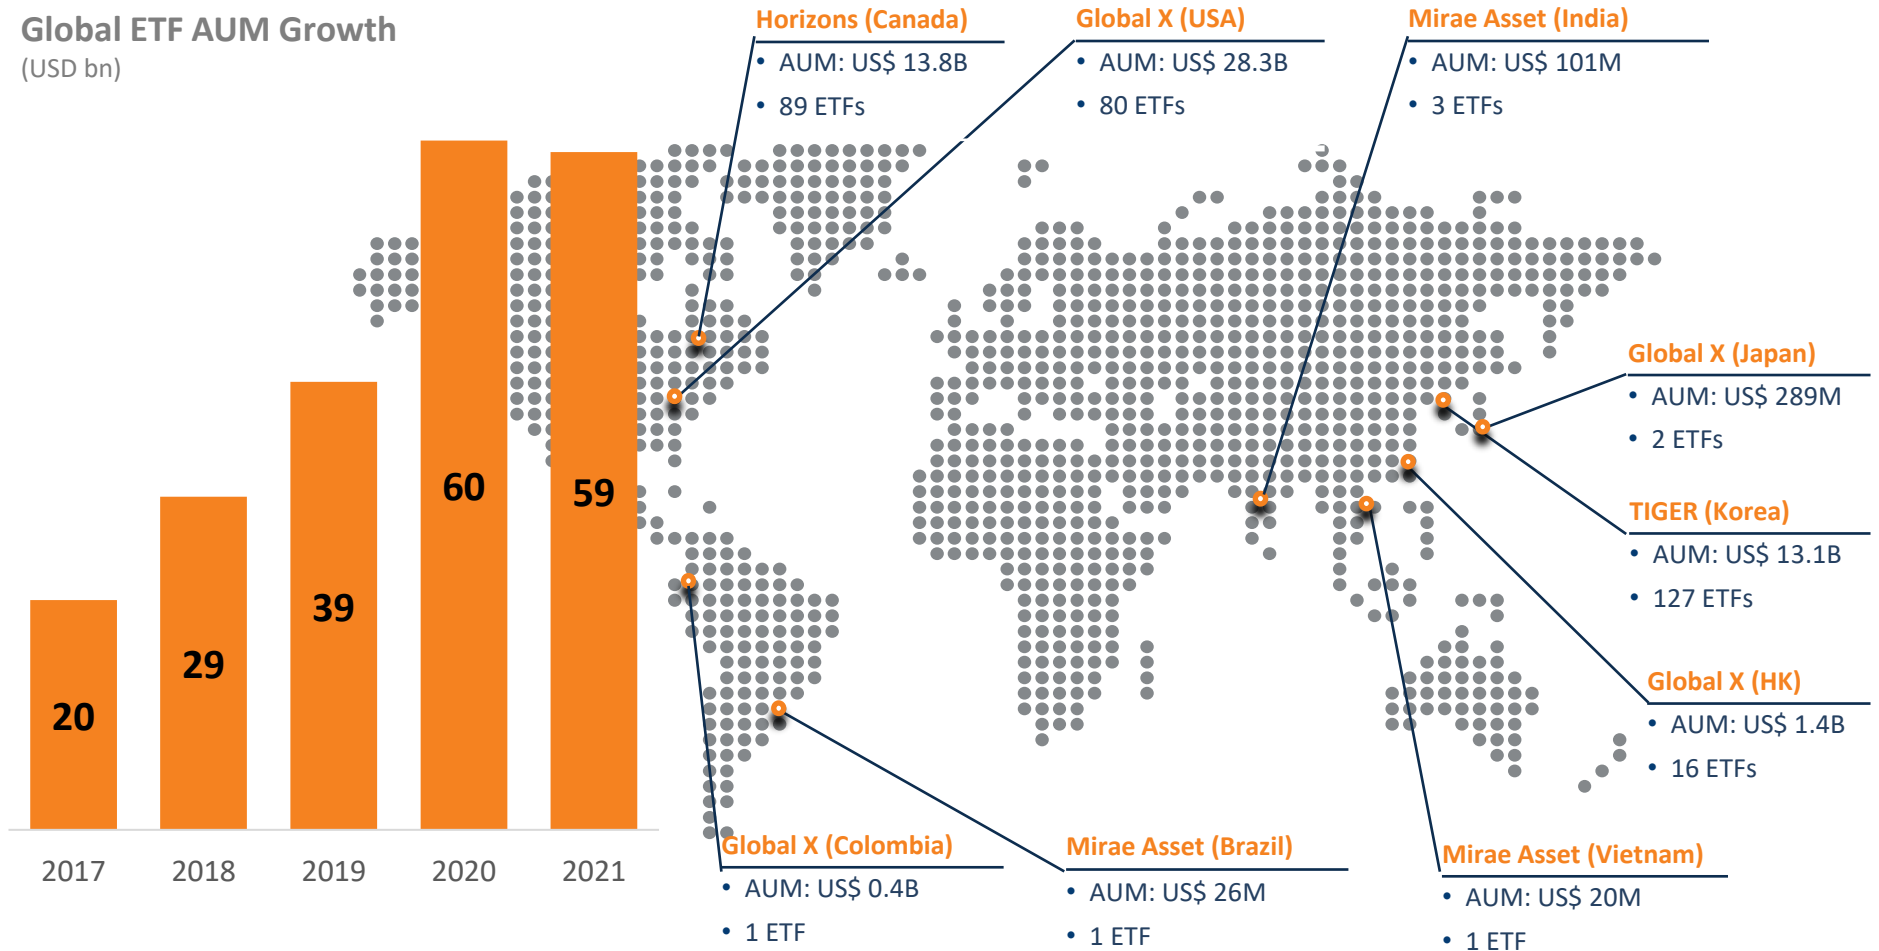 Global ETF AUM Growth
(USD bn)
20
29
39
60
59
2017
2018
2019
2020
2021
Horizons (Canada)
• AUM: US$ 13.8B
• 89 ETFs
Global X (USA)
• AUM: US$ 28.3B
• 80 ETFs
Mirae Asset (India)
• AUM: US$ 101M
• 3 ETFs
Global X (Japan)
• AUM: US$ 289M
• 2 ETFs
TIGER (Korea)
• AUM: US$ 13.1B
• 127 ETFs
Global X (HK)
• AUM: US$ 1.4B
• 16 ETFs
Global X (Colombia)
• AUM: US$ 0.4B
• 1 ETF
Mirae Asset (Brazil)
• AUM: US$ 26M
• 1 ETF
Mirae Asset (Vietnam)
• AUM: US$ 20M
• 1 ETF